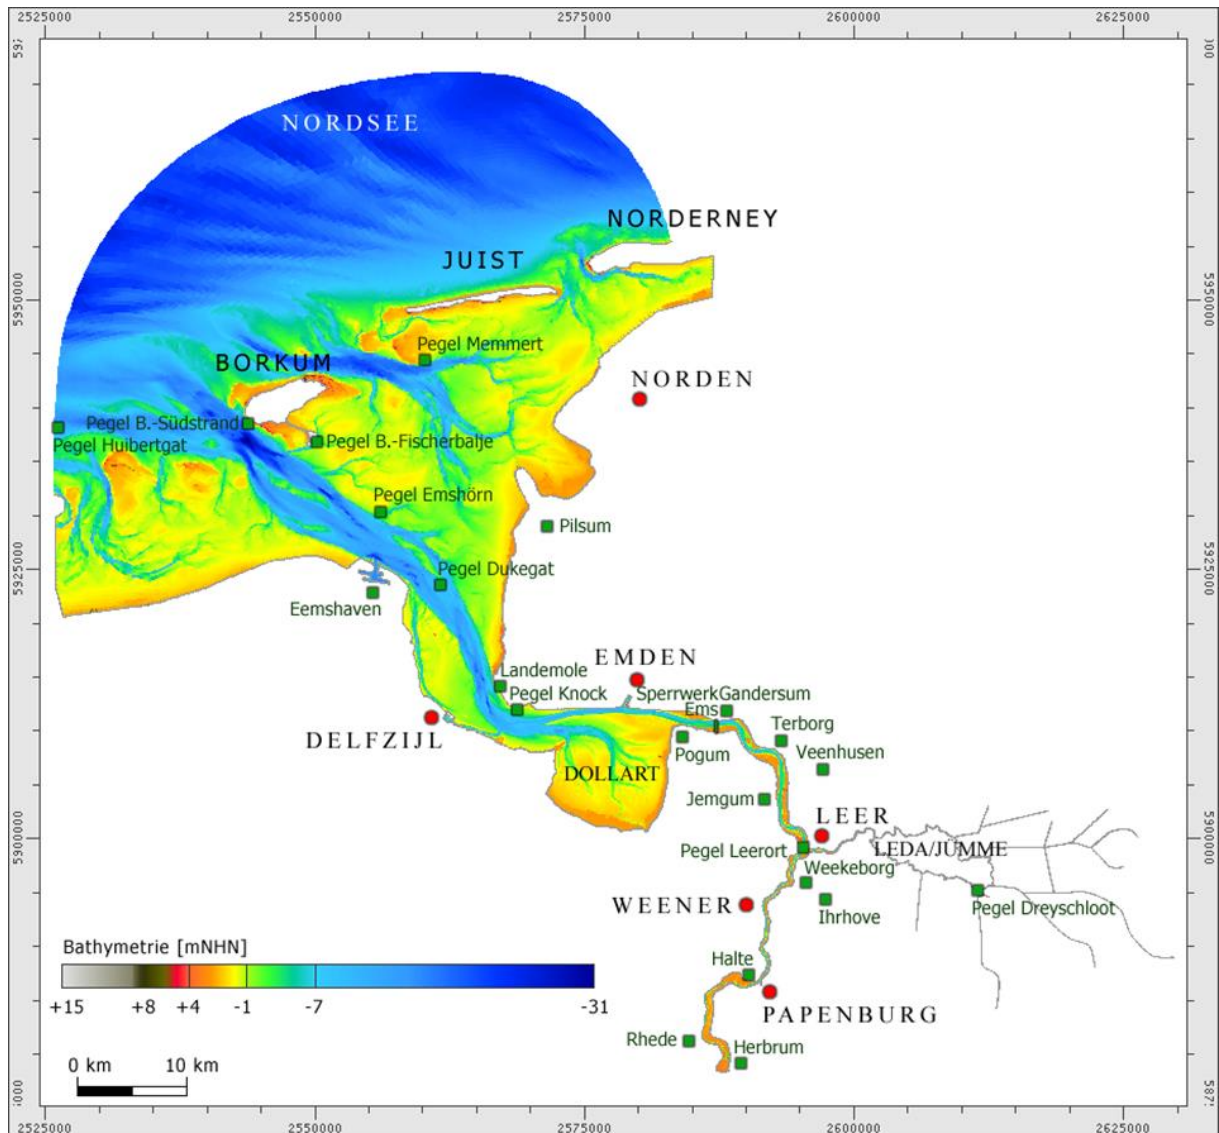 2525000 2550000 2575000 2600000 2625000
NORDSEE
NORDERNEY
JUIST
5950000 5950000
Pegel Memmert
BORKUM
NORDEN
Pegel B.-Südstrand
Pegel Huibertgat
Pegel B.-Fischerbalje
Pegel Emshörn
Pilsum
5925000 5925000
Pegel Dukegat
Eemshaven
EMDEN
Landemole
Pegel Knock
SperrwerkGandersum
Ems
Terborg
DELFZIJL
Pogum
Veenhusen
DOLLART
Jemgum
LEER
5900000 5900000
Pegel Leerort
LEDA/JÜMME
Weekeborg
WEENER
Ihrhove
Pegel Dreyschloot
Bathymetrie [mNHN]
Halte
+15 +8 +4 -1 -7 -31
PAPENBURG
Rhede
Herbrum
0 km 10 km
2525000 2550000 2575000 2600000 2625000